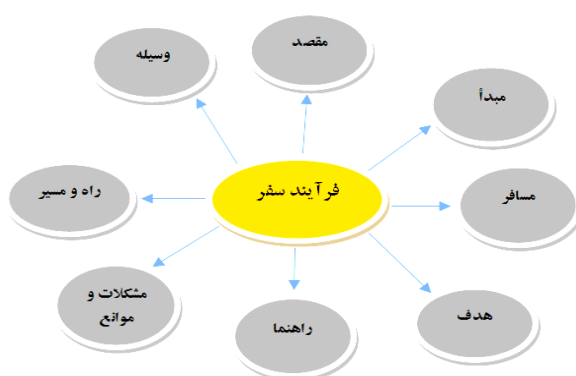 مقصد
وسیله
مبدأ
فرآیند سفر
راه و مسیر
مسافر
مشکلات و
موانع
راهنما
هدف